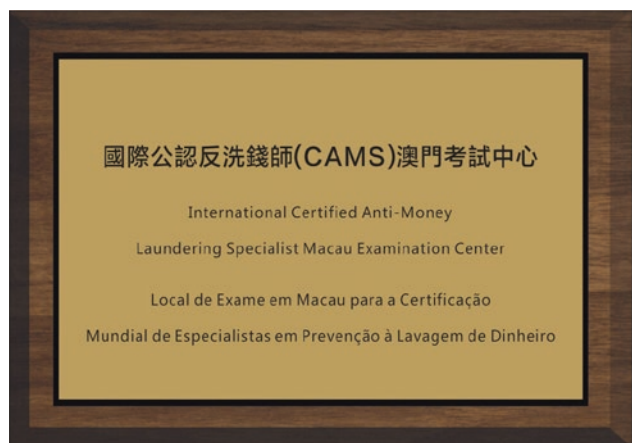 國際公認反洗錢師(CAMS)澳門考試中心
International Certified Anti-Money
Laundering Specialist Macau Examination Center
Local de Exame em Macau para a Certificação
Mundial de Especialistas em Prevenção à Lavagem de Dinheiro